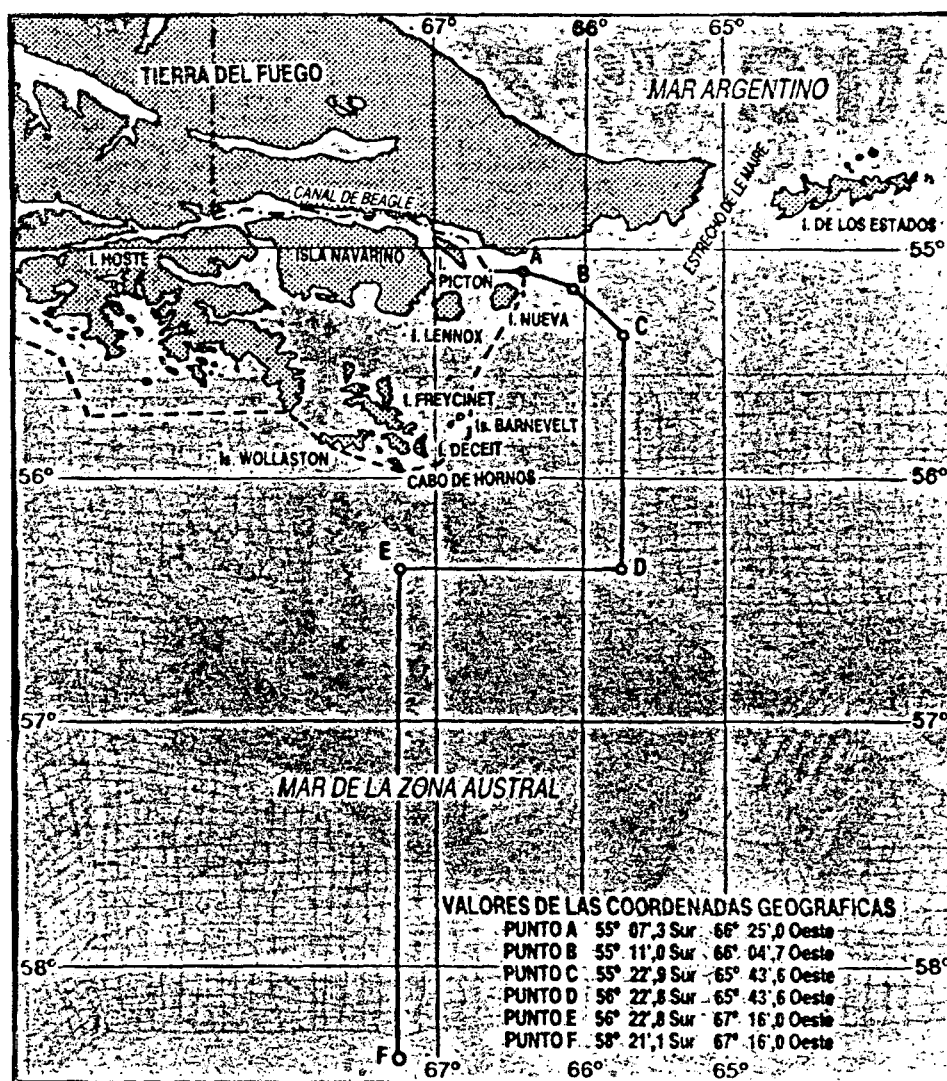 67° 66° 65°
TIERRA DEL FUEGO
MAR ARGENTINO
CANAL DE BEAGLE
ESTRECHO DE LE MAIRE
I. DE LOS ESTADOS
55° 55°
I. HOSTE
ISLA NAVARINO
I. PICTON
A
B
C
I. NUEVA
I. LENNOX
I. FREYCINET
Is. BARNEVELT
I. DECEIT
Is. WOLLASTON
CABO DE HORNOS
56° 56°
E
D
57° 57°
MAR DE LA ZONA AUSTRAL
VALORES DE LAS COORDENADAS GEOGRAFICAS
PUNTO A 55° 07',3 Sur 66° 25',0 Oeste
PUNTO B 55° 11',0 Sur 66° 04',7 Oeste
PUNTO C 55° 22',9 Sur 65° 43',6 Oeste
PUNTO D 56° 22',8 Sur 65° 43',6 Oeste
PUNTO E 56° 22',8 Sur 67° 16',0 Oeste
PUNTO F 58° 21',1 Sur 67° 16',0 Oeste
58° 58°
F
67° 66° 65°